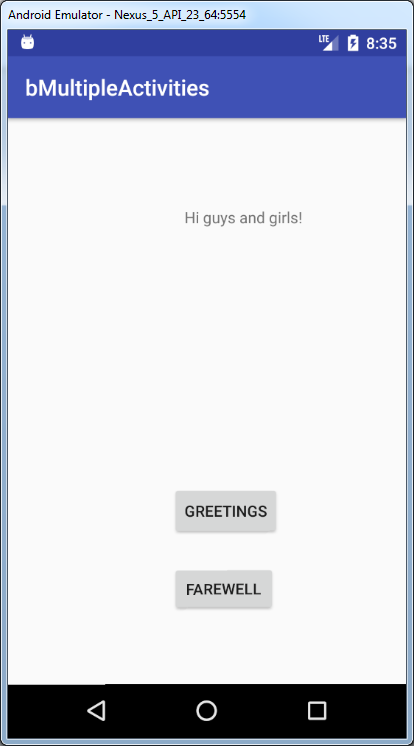 Android Emulator - Nexus_5_API_23_64:5554
LTE 8:35
bMultipleActivities
Hi guys and girls!
GREETINGS
FAREWELL